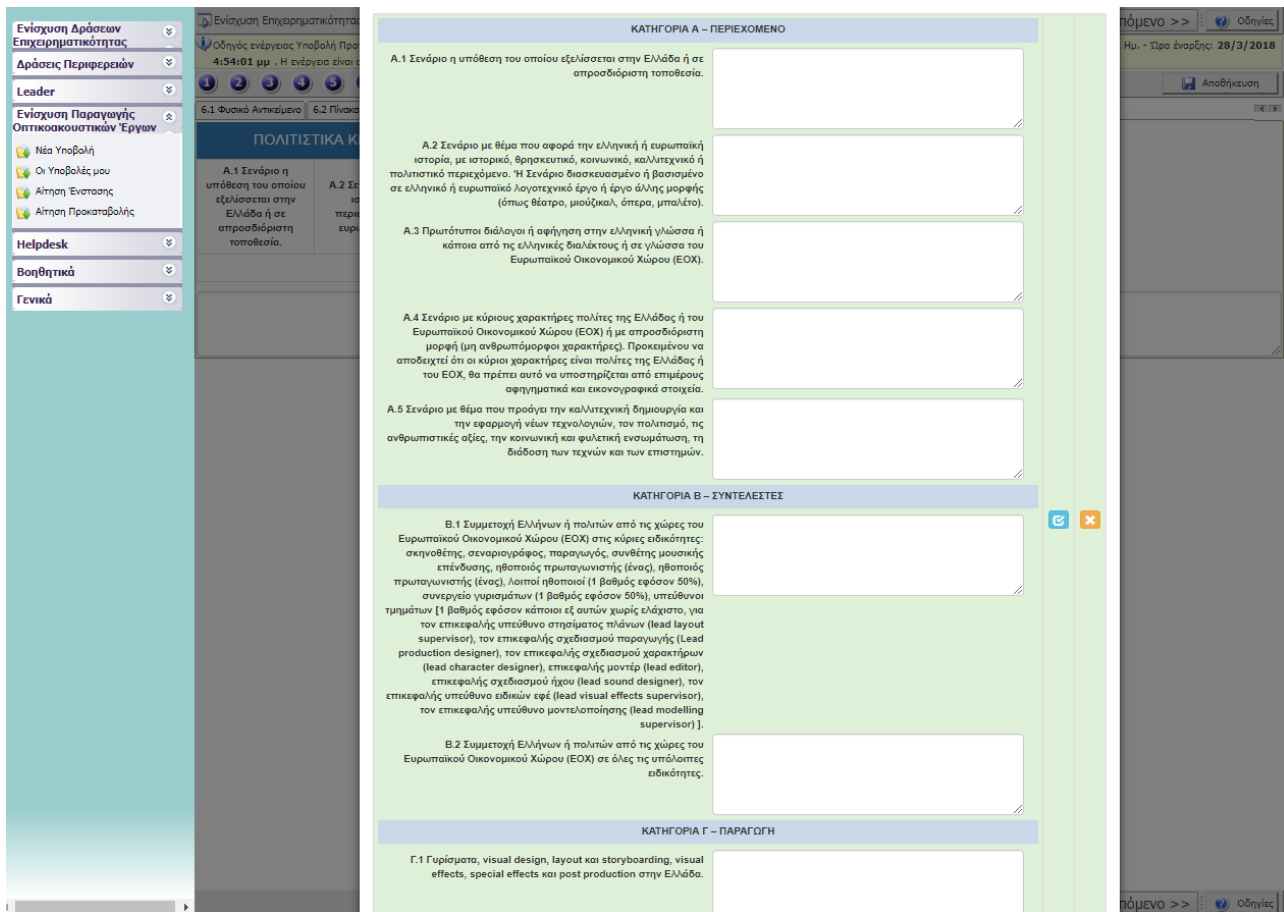 Ενίσχυση Δράσεων
Επιχειρηματικότητας
Δράσεις Περιφερειών
Leader
Ενίσχυση Παραγωγής
Οπτικοακουστικών Έργων
Νέα Υποβολή
Οι Υποβολές μου
Αίτηση Ένστασης
Αίτηση Προκαταβολής
Helpdesk
Βοηθητικά
Γενικά
Ενίσχυση Επιχειρηματικότητας
Οδηγός ενέργειας Υποβολή
4:54:01 μμ . Η ενέργεια είναι
1 2 3 4 5
6.1 Φυσικό Αντικείμενο 6.2
ΠΟΛΙΤΙΣΤΙΚΑ
Α.1 Σενάριο η
υπόθεση του οποίου
εξελίσσεται στην
Ελλάδα ή σε
απροσδιόριστη
τοποθεσία.
Α.2
ΚΑΤΗΓΟΡΙΑ Α – ΠΕΡΙΕΧΟΜΕΝΟ
Α.1 Σενάριο η υπόθεση του οποίου εξελίσσεται στην Ελλάδα ή σε
απροσδιόριστη τοποθεσία.
Α.2 Σενάριο με θέμα που αφορά την ελληνική ή ευρωπαϊκή
ιστορία, με ιστορικό, θρησκευτικό, κοινωνικό, καλλιτεχνικό ή
πολιτιστικό περιεχόμενο. Ή Σενάριο διασκευασμένο ή βασισμένο
σε ελληνικό ή ευρωπαϊκό λογοτεχνικό έργο ή έργο άλλης μορφής
(όπως θέατρο, μιούζικαλ, όπερα, μπαλέτο).
Α.3 Πρωτότυποι διάλογοι ή αφήγηση στην ελληνική γλώσσα ή
κάποια από τις ελληνικές διαλέκτους ή σε γλώσσα του
Ευρωπαϊκού Οικονομικού Χώρου (ΕΟΧ).
Α.4 Σενάριο με κύριους χαρακτήρες πολίτες της Ελλάδας ή του
Ευρωπαϊκού Οικονομικού Χώρου (ΕΟΧ) ή με απροσδιόριστη
μορφή (μη ανθρωπόμορφοι χαρακτήρες). Προκειμένου να
αποδειχτεί ότι οι κύριοι χαρακτήρες είναι πολίτες της Ελλάδας ή
του ΕΟΧ, θα πρέπει αυτό να υποστηρίζεται από επιμέρους
αφηγηματικά και εικονογραφικά στοιχεία.
Α.5 Σενάριο με θέμα που προάγει την καλλιτεχνική δημιουργία και
την εφαρμογή νέων τεχνολογιών, τον πολιτισμό, τις
ανθρωπιστικές αξίες, την κοινωνική και φυλετική ενσωμάτωση, τη
διάδοση των τεχνών και των επιστημών.
ΚΑΤΗΓΟΡΙΑ Β – ΣΥΝΤΕΛΕΣΤΕΣ
Β.1 Συμμετοχή Ελλήνων ή πολιτών από τις χώρες του
Ευρωπαϊκού Οικονομικού Χώρου (ΕΟΧ) στις κύριες ειδικότητες:
σκηνοθέτης, σεναριογράφος, παραγωγός, συνθέτης μουσικής
επένδυσης, ηθοποιός πρωταγωνιστής (ένας), ηθοποιός
πρωταγωνιστής (ένας), λοιποί ηθοποιοί (1 βαθμός εφόσον 50%),
συνεργείο γυρισμάτων (1 βαθμός εφόσον 50%), υπεύθυνοι
τμημάτων [1 βαθμός εφόσον κάποιοι εξ αυτών χωρίς ελάχιστο, για
τον επικεφαλής υπεύθυνο στησίματος πλάνων (lead layout
supervisor), τον επικεφαλής σχεδιασμού παραγωγής (Lead
production designer), τον επικεφαλής σχεδιασμού χαρακτήρων
(lead character designer), επικεφαλής μοντέρ (lead editor),
επικεφαλής σχεδιασμού ήχου (lead sound designer), τον
επικεφαλής υπεύθυνο ειδικών εφέ (lead visual effects supervisor),
τον επικεφαλής υπεύθυνο μοντελοποίησης (lead modelling
supervisor) ].
Β.2 Συμμετοχή Ελλήνων ή πολιτών από τις χώρες του
Ευρωπαϊκού Οικονομικού Χώρου (ΕΟΧ) σε όλες τις υπόλοιπες
ειδικότητες.
ΚΑΤΗΓΟΡΙΑ Γ – ΠΑΡΑΓΩΓΗ
Γ.1 Γυρίσματα, visual design, layout και storyboarding, visual
effects, special effects και post production στην Ελλάδα.
πόμενο >> Οδηγίες
Ημ. - Ώρα έναρξης: 28/3/2018
Αποθήκευση
πόμενο >> Οδηγίες